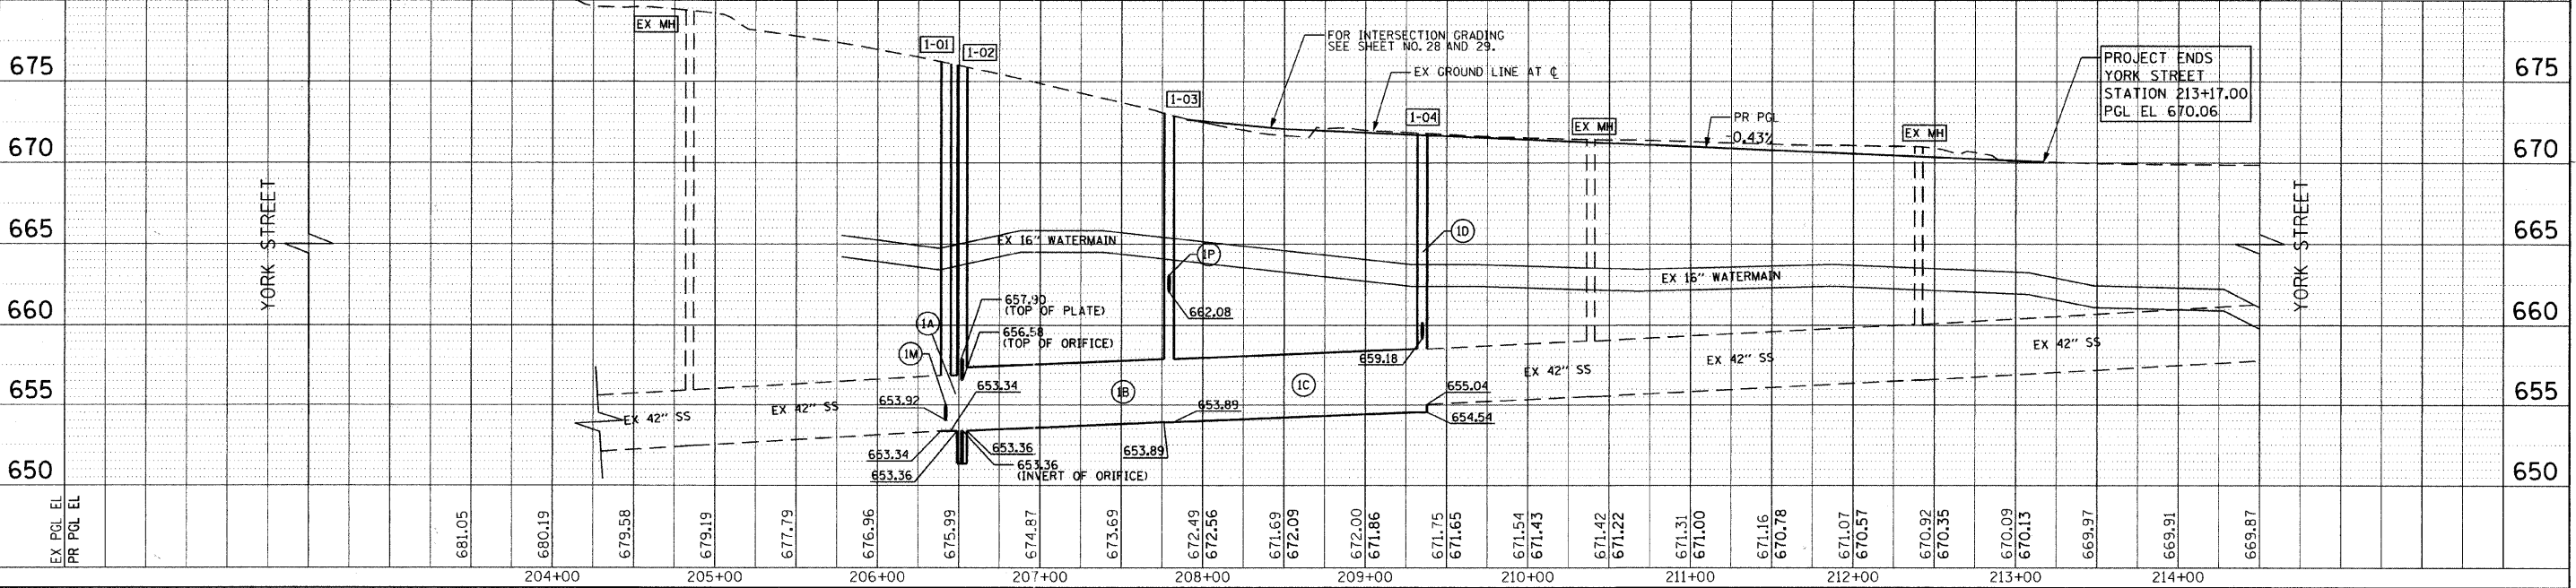 EX MH
1-01
1-02
FOR INTERSECTION GRADING
SEE SHEET NO. 28 AND 29.
675
EX GROUND LINE AT ℄
PROJECT ENDS
YORK STREET
STATION 213+17.00
PGL EL 670.06
675
1-03
1-04
EX MH
PR PGL
-0.43%
EX MH
670
670
YORK STREET
665
EX 16" WATERMAIN
1P
1D
665
YORK STREET
EX 16" WATERMAIN
657.90
(TOP OF PLATE)
662.08
660
1A
656.58
(TOP OF ORIFICE)
660
1M
659.18
EX 42" SS
EX 42" SS
EX 42" SS
655
653.34
1B
1C
655.04
655
EX 42" SS
EX 42" SS
653.92
653.89
654.54
653.34
653.36
653.36
653.36
(INVERT OF ORIFICE)
653.89
650
650
EX PGL EL
PR PGL EL
681.05
680.19
679.58
679.19
677.79
676.96
675.99
674.87
673.69
672.49
672.56
671.69
672.09
672.00
671.86
671.75
671.65
671.54
671.43
671.42
671.22
671.31
671.00
671.16
670.78
671.07
670.57
670.92
670.35
670.09
670.13
669.97
669.91
669.87
204+00
205+00
206+00
207+00
208+00
209+00
210+00
211+00
212+00
213+00
214+00